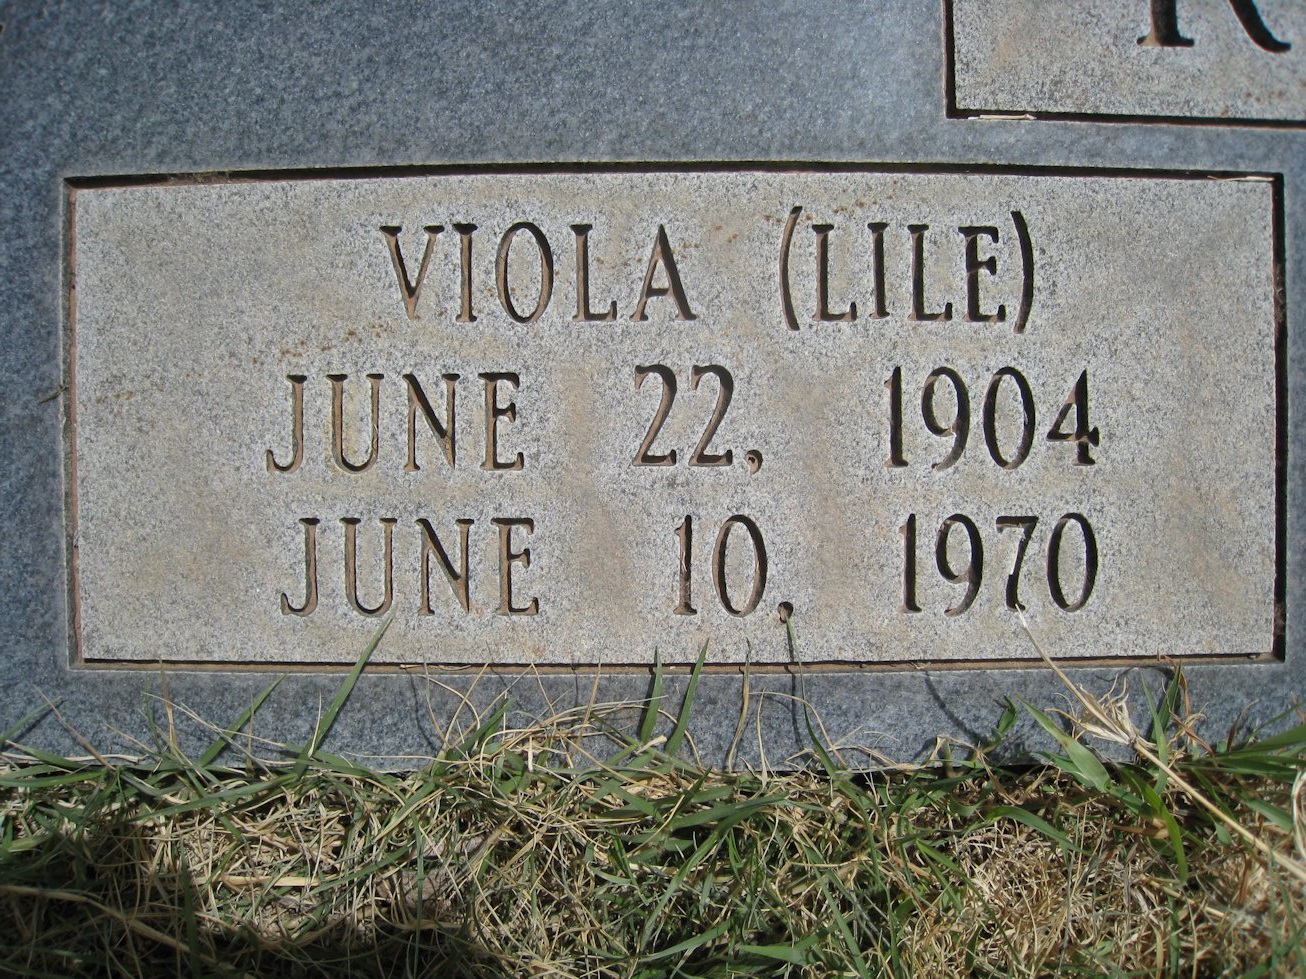 VIOLA (LILE)
JUNE 22, 1904
JUNE 10, 1970